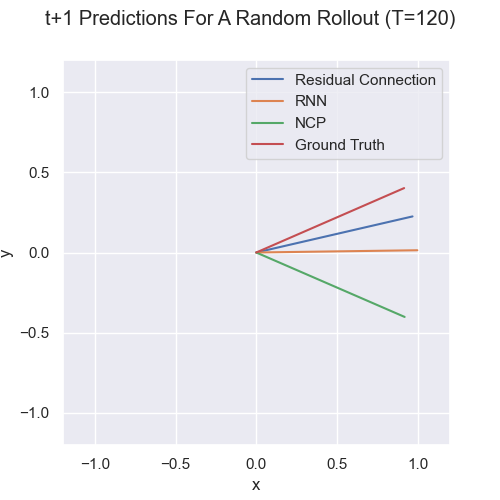 t+1 Predictions For A Random Rollout (T=120)
Residual Connection
RNN
NCP
Ground Truth
1.0
0.5
0.0
−0.5
−1.0
y
−1.0 −0.5 0.0 0.5 1.0
x